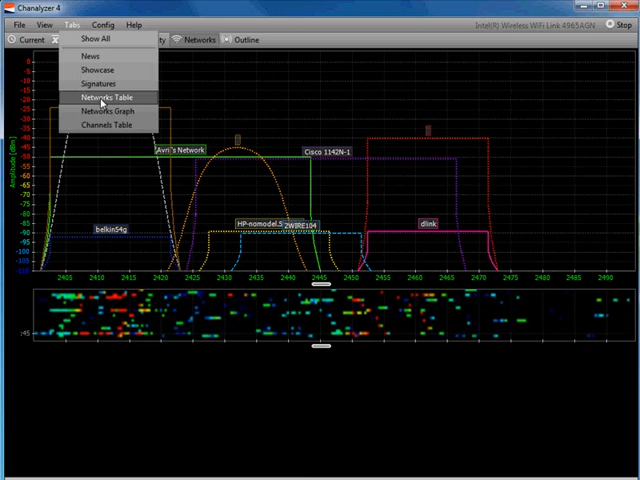 Chanalyzer 4
File View Tabs Config Help Intel(R) Wireless WiFi Link 4965AGN Stop
Current ity Networks Outline
Show All
News
Showcase
Signatures
Networks Table
Networks Graph
Channels Table
Amplitude [dBm]
0
-5
-10
-15
-20
-25
-30
-35
-40
-45
-50
-55
-60
-65
-70
-75
-80
-85
-90
-95
-100
-105
-110
Avri's Network
Cisco 1142N-1
belkin54g
2WIRE104
dlink
2405 2410 2415 2420 2425 2430 2435 2440 2445 2450 2455 2460 2465 2470 2475 2480 2485 2490
:45